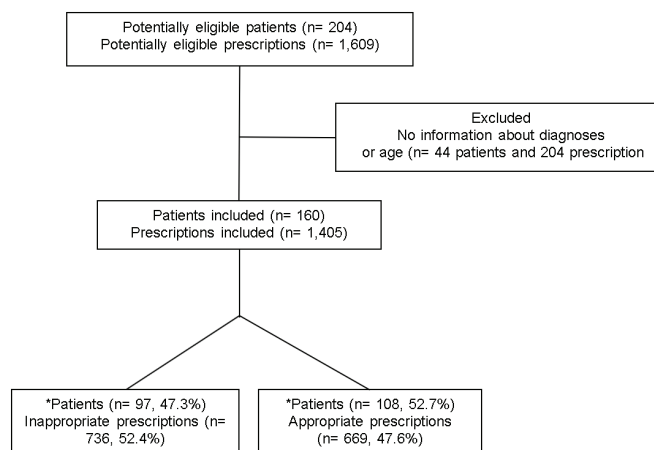 Potentially eligible patients (n= 204)
Potentially eligible prescriptions (n= 1,609)
Excluded
No information about diagnoses
or age (n= 44 patients and 204 prescription
Patients included (n= 160)
Prescriptions included (n= 1,405)
*Patients (n= 97, 47.3%)
Inappropriate prescriptions (n=
736, 52.4%)
*Patients (n= 108, 52.7%)
Appropriate prescriptions
(n= 669, 47.6%)